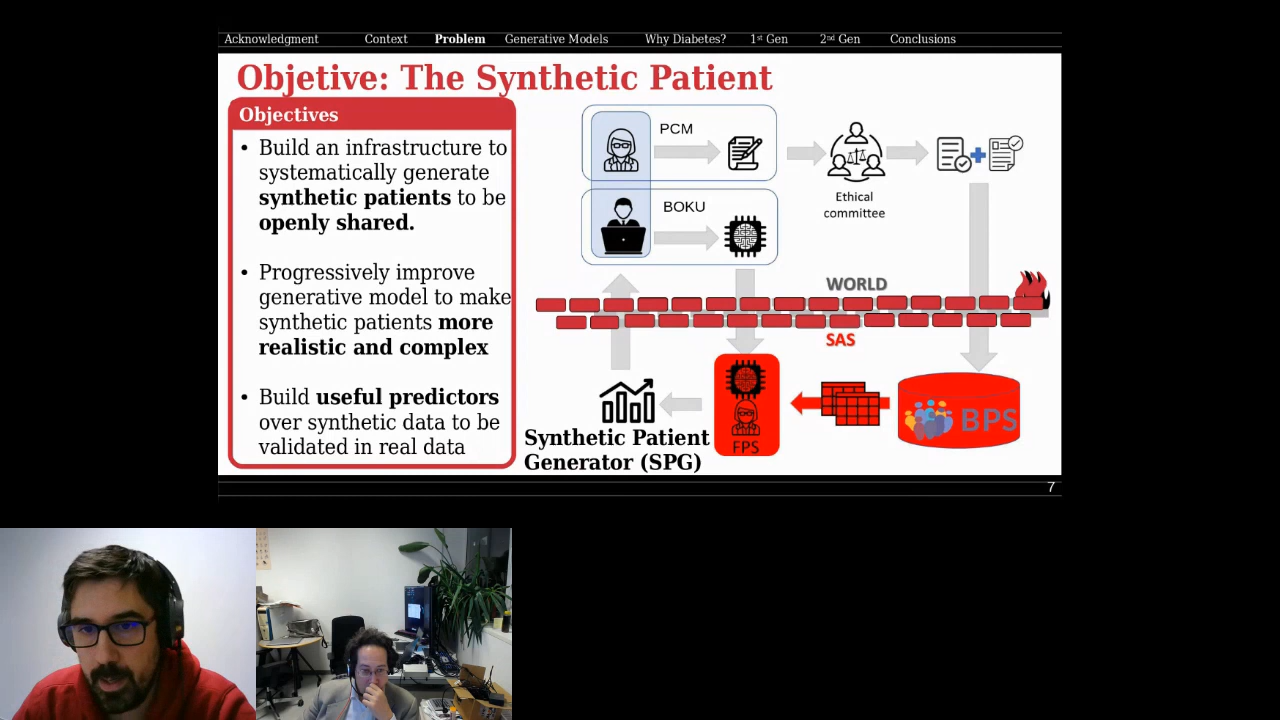 Acknowledgment Context Problem Generative Models Why Diabetes? 1st Gen 2nd Gen Conclusions
Objetive: The Synthetic Patient
Objectives
• Build an infrastructure to
systematically generate
synthetic patients to be
openly shared.
• Progressively improve
generative model to make
synthetic patients more
realistic and complex
• Build useful predictors
over synthetic data to be
validated in real data
PCM
BOKU
Ethical
committee
WORLD
SAS
BPS
FPS
Synthetic Patient
Generator (SPG)
7